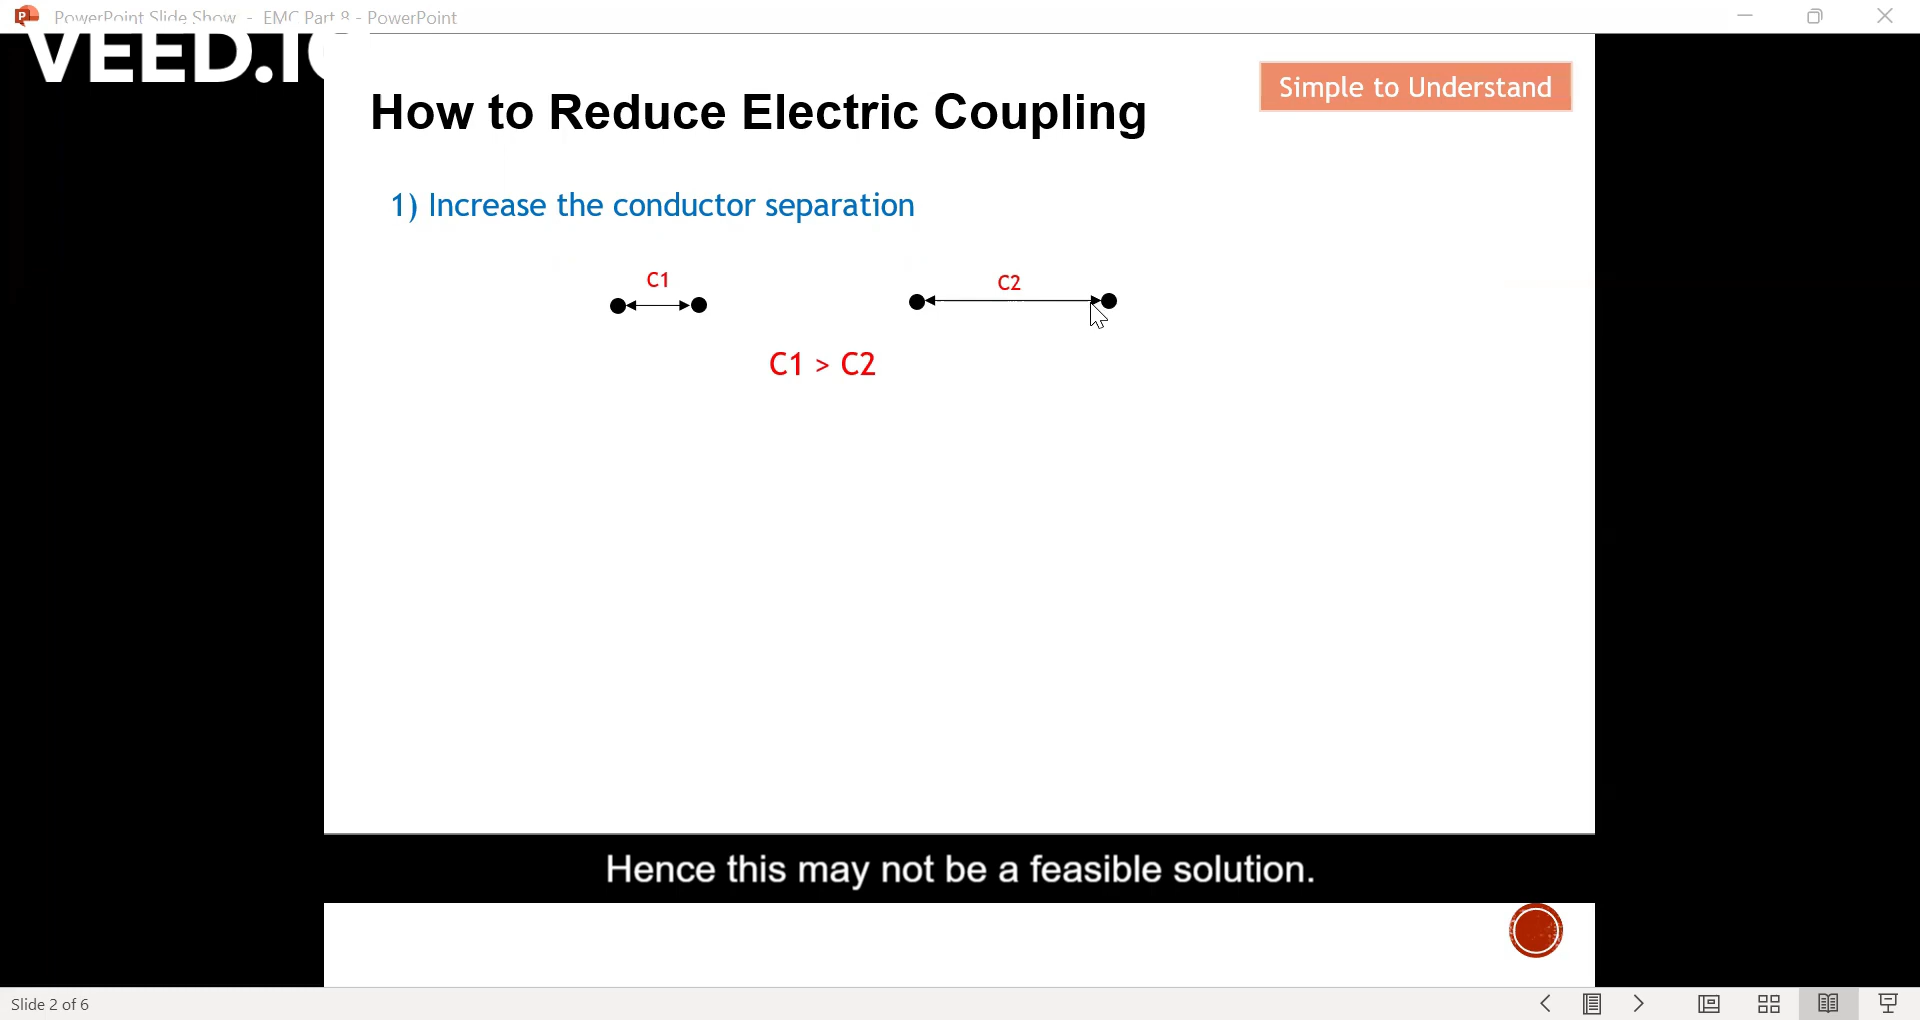 PowerPoint Slide Show - EMC Part 8 - PowerPoint
VEED.I
Simple to Understand
How to Reduce Electric Coupling
1) Increase the conductor separation
C1
C2
C1 > C2
Hence this may not be a feasible solution.
Slide 2 of 6